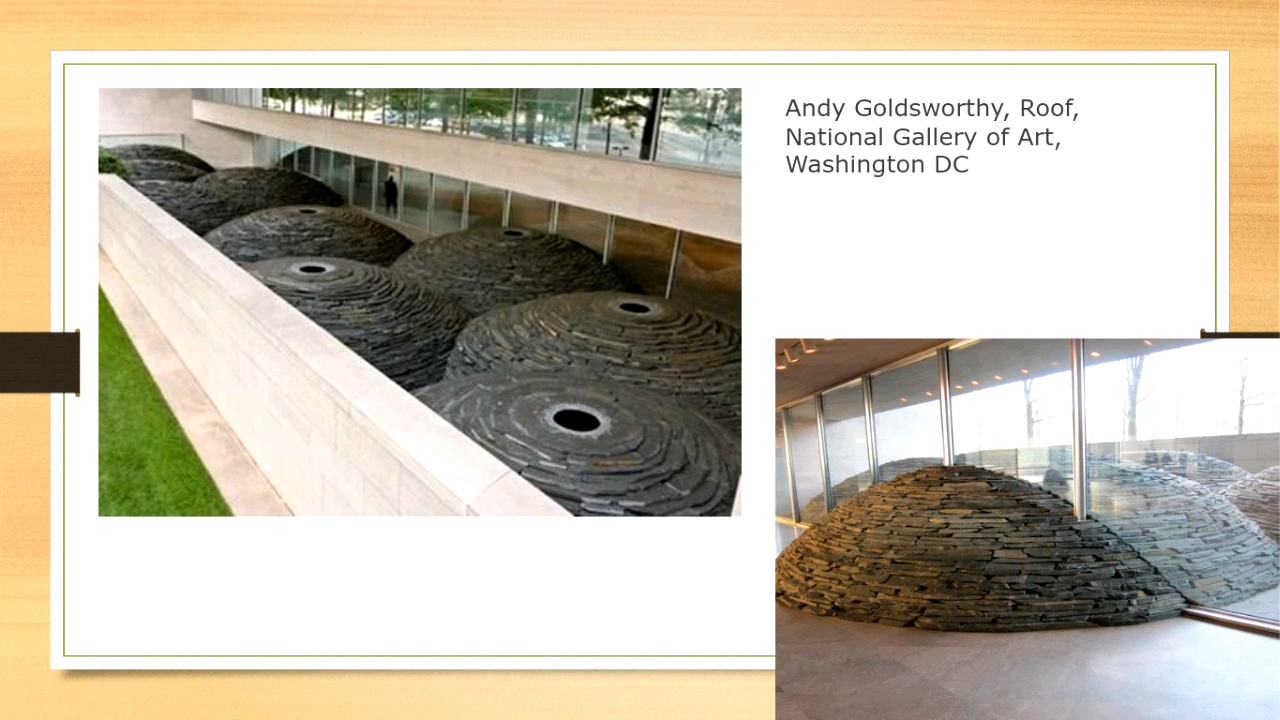 Andy Goldsworthy, Roof,
National Gallery of Art,
Washington DC